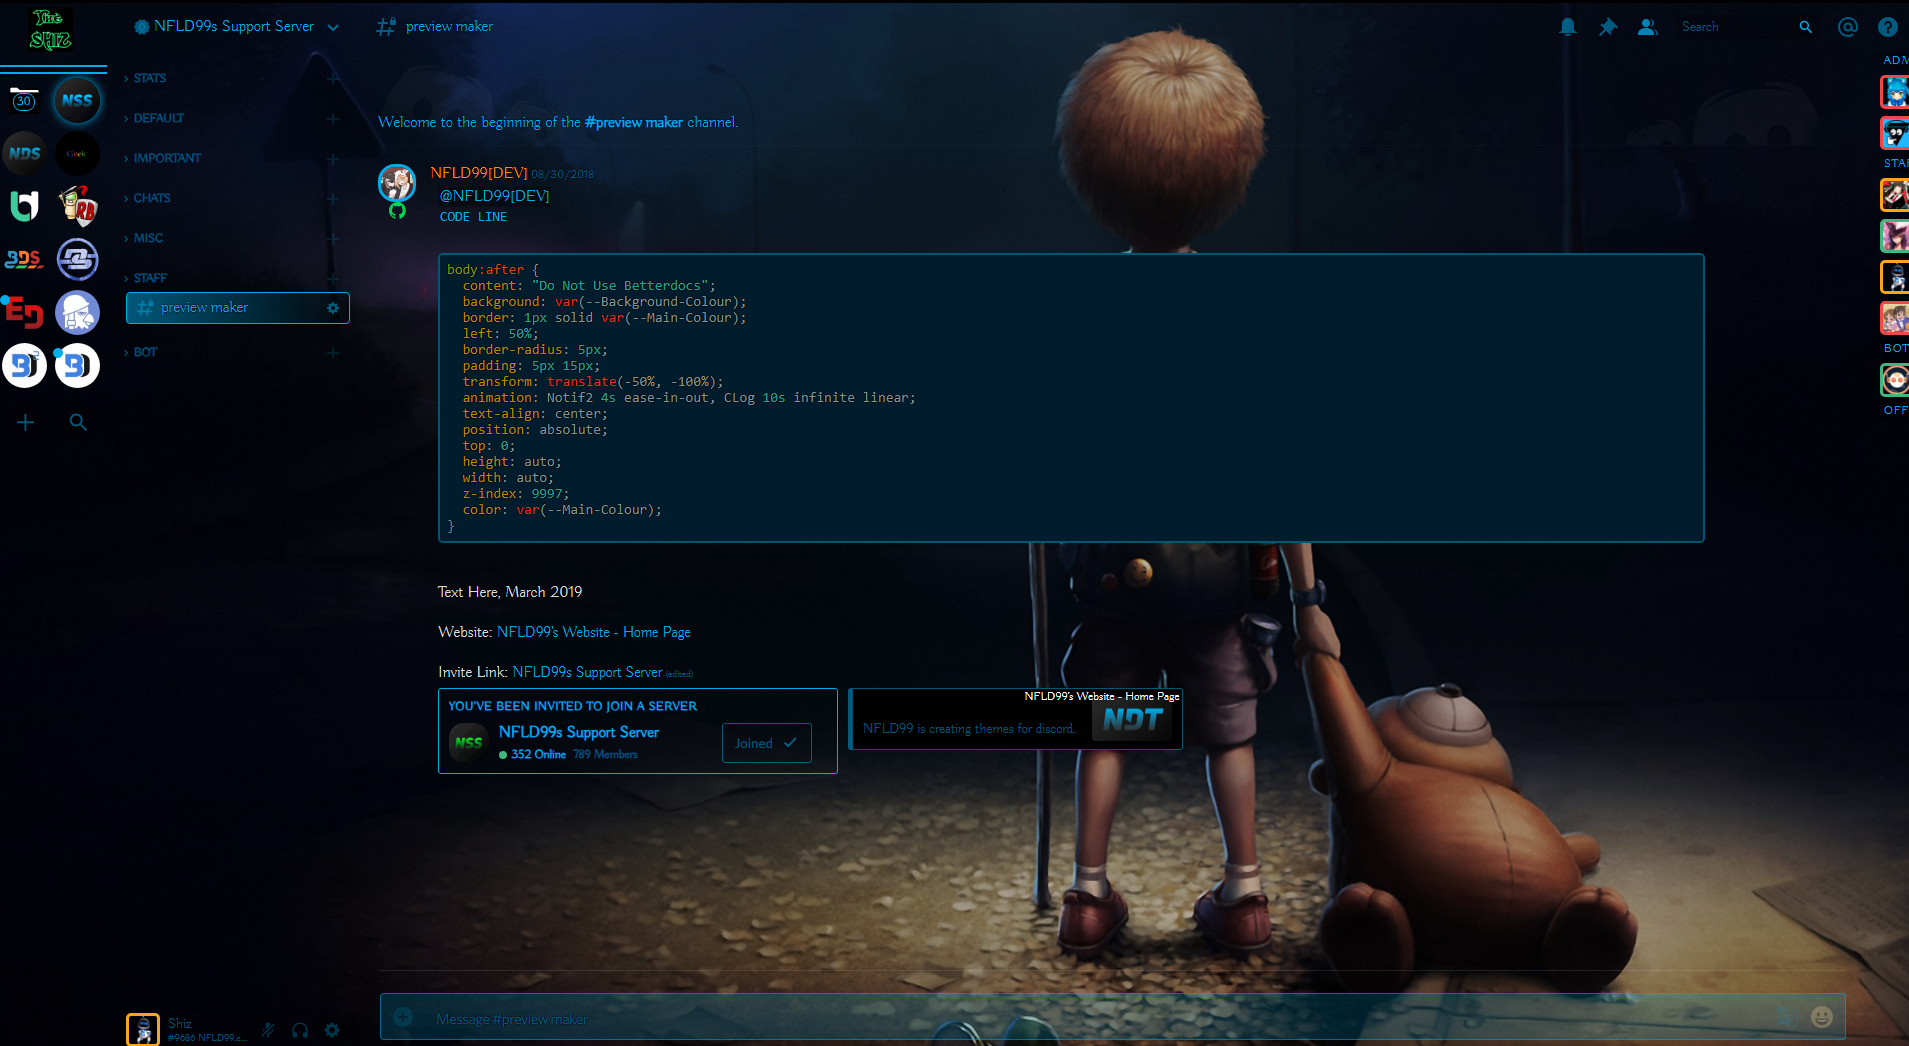 The
SHIZ
NFLD99s Support Server
preview maker
Search
30
NSS
NDS
Geek
RB
BDS
ED
STATS
DEFAULT
IMPORTANT
CHATS
MISC
STAFF
preview maker
BOT
Welcome to the beginning of the #preview maker channel.
NFLD99[DEV] 08/30/2018
@NFLD99[DEV]
CODE LINE
body:after {
content: "Do Not Use Betterdocs";
background: var(--Background-Colour);
border: 1px solid var(--Main-Colour);
left: 50%;
border-radius: 5px;
padding: 5px 15px;
transform: translate(-50%, -100%);
animation: Notif2 4s ease-in-out, CLog 10s infinite linear;
text-align: center;
position: absolute;
top: 0;
height: auto;
width: auto;
z-index: 9997;
color: var(--Main-Colour);
}
Text Here, March 2019
Website: NFLD99's Website - Home Page
Invite Link: NFLD99s Support Server (edited)
YOU'VE BEEN INVITED TO JOIN A SERVER
NSS
NFLD99s Support Server
352 Online 789 Members
Joined
NFLD99's Website - Home Page
NFLD99 is creating themes for discord.
NDT
ADM
STAF
BOT
OFF
Shiz
#9686 NFLD99.c...
Message #preview maker